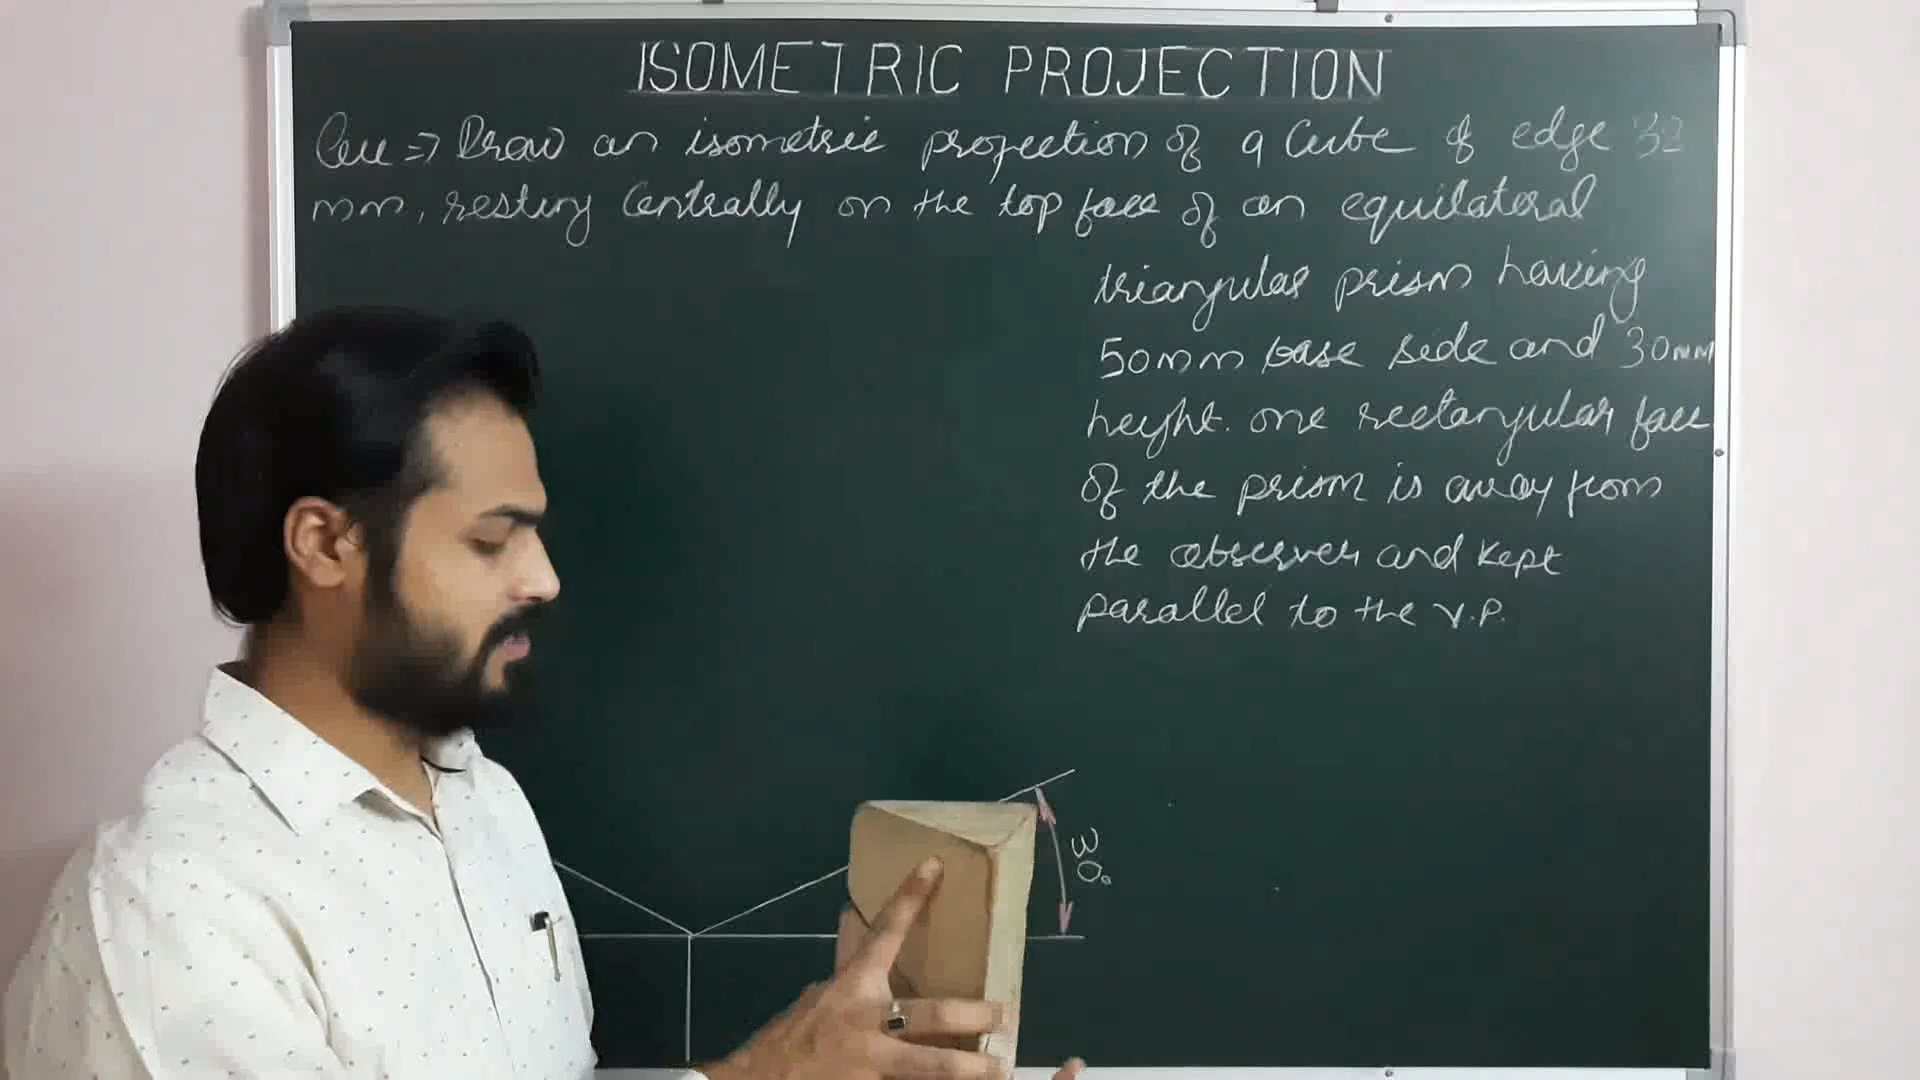 ISOMETRIC PROJECTION
Que => Draw an isometric projection of a Cube of edge 32
mm, resting Centrally on the top face of an equilateral
triangular prism having
50mm base side and 30mm
height. one rectangular face
of the prism is away from
the observer and kept
parallel to the V.P.
30°